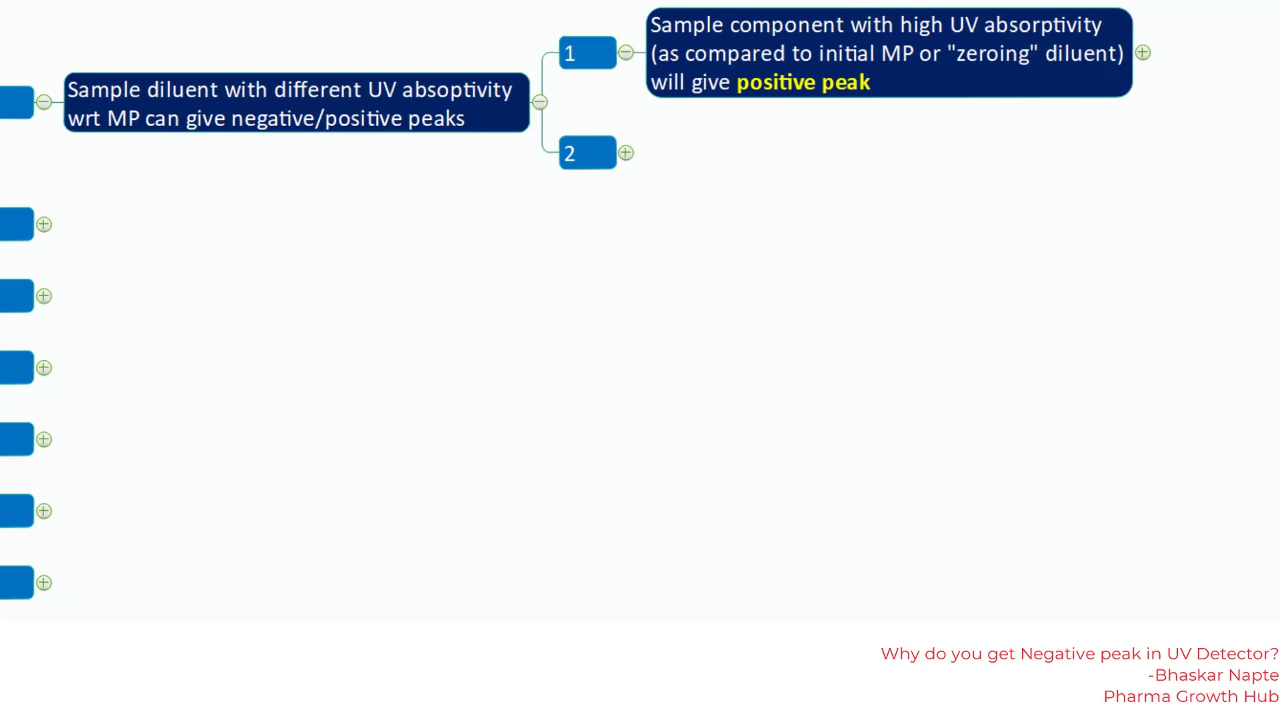 Sample diluent with different UV absoptivity
wrt MP can give negative/positive peaks
1
Sample component with high UV absorptivity
(as compared to initial MP or "zeroing" diluent)
will give positive peak
2
Why do you get Negative peak in UV Detector?
-Bhaskar Napte
Pharma Growth Hub